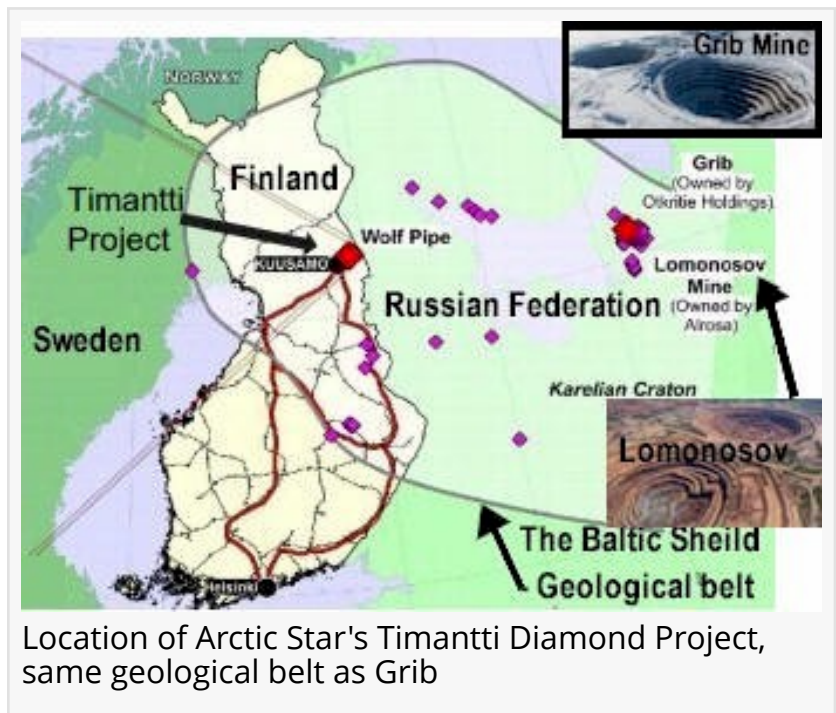 Grib Mine
NORWAY
Grib
(Owned by
Otkritie Holdings)
Finland
Timantti
Project
Wolf Pipe
KUUSAMO
Lomonosov
Mine
(Owned by
Alrosa)
Russian Federation
Sweden
Karelian Craton
Lomonosov
The Baltic Sheild
Geological belt
Helsinki
Location of Arctic Star's Timantti Diamond Project,
same geological belt as Grib